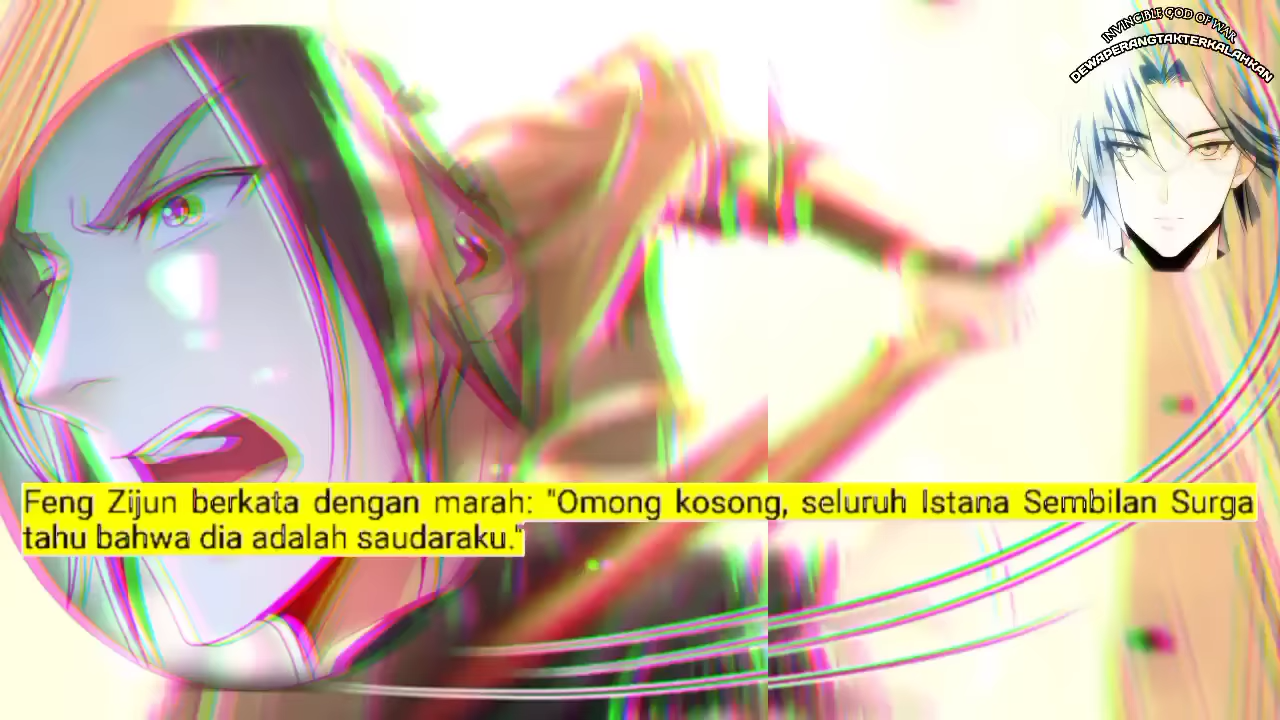 INVINCIBLE GOD OF WAR
DEWAPERANGTAKTERKALAHKAN
Feng Zijun berkata dengan marah: "Omong kosong, seluruh Istana Sembilan Surga
tahu bahwa dia adalah saudaraku."